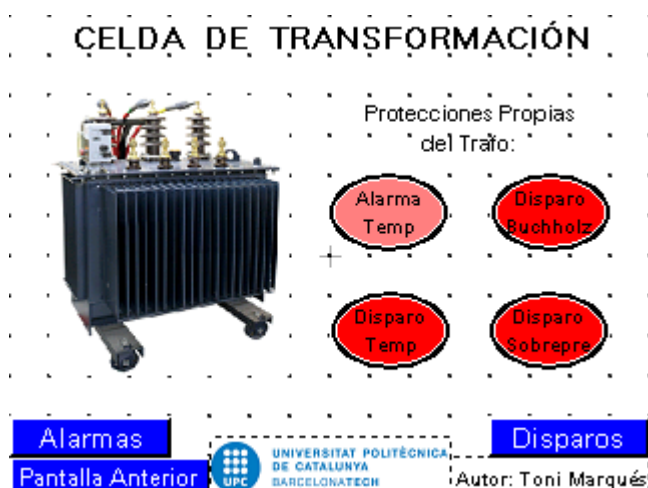 CELDA DE TRANSFORMACIÓN
Protecciones Propias
del Trafo:
Alarma
Temp
Disparo
Buchholz
Disparo
Temp
Disparo
Sobrepre
Alarmas
Disparos
Pantalla Anterior
UPC
UNIVERSITAT POLITÈCNICA
DE CATALUNYA
BARCELONATECH
Autor: Toni Marqués